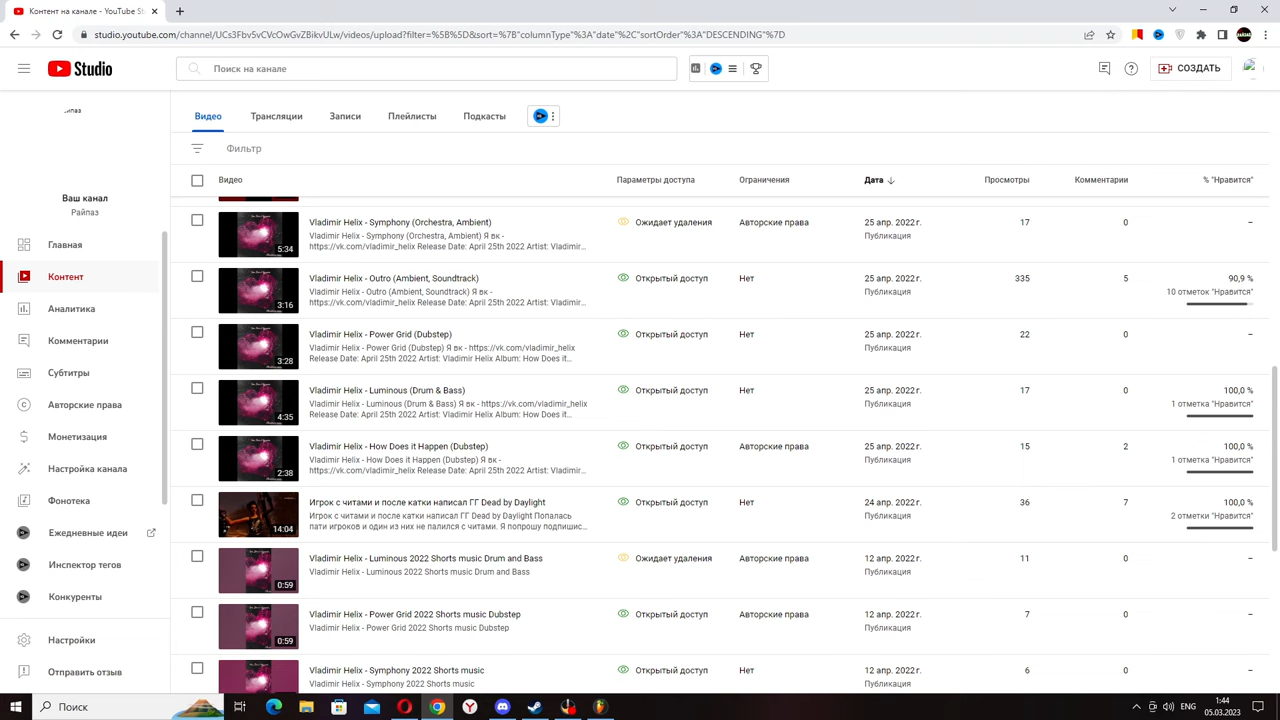 Контент на канале - YouTube St
studio.youtube.com/channel/UCs3Fbv5vCVcOwGvZBikvULw/videos/upload?filter=%5B%5D&sort=%7B"columnType"%3A"date"%2C"sortOrder"%3A"DESCENDING"%7D
Studio
Поиск на канале
СОЗДАТЬ
Ваш канал
Райпаз
Главная
Контент
Аналитика
Комментарии
Субтитры
Авторские права
Монетизация
Настройка канала
Фонотека
Ежедневные идеи
Инспектор тегов
Конкуренты
Настройки
Отправить отзыв
Видео Трансляции Записи Плейлисты Подкасты
Фильтр
Видео Параметры доступа Ограничения Дата Просмотры Комментарии % "Нравится"
Vladimir Helix - Symphony (Orchestra, Ambient) Ожидает удаления Авторские права 25 апр. 2022 г. 17 0 –
Vladimir Helix - Symphony (Orchestra, Ambient) Я вк - Публикация
5:34 https://vk.com/vladimir_helix Release Date: April 25th 2022 Artist: Vladimir...
Vladimir Helix - Outro (Ambient, Soundtrack) Открытый доступ Нет 25 апр. 2022 г. 335 5 90,9 %
Vladimir Helix - Outro (Ambient, Soundtrack) Я вк - Публикация 10 отметок "Нравится"
3:16 https://vk.com/vladimir_helix Release Date: April 25th 2022 Artist: Vladimir...
Vladimir Helix - Power Grid (Dubstep) Открытый доступ Нет 25 апр. 2022 г. 22 0 –
Vladimir Helix - Power Grid (Dubstep) Я вк - https://vk.com/vladimir_helix Публикация
3:28 Release Date: April 25th 2022 Artist: Vladimir Helix Album: How Does it...
Vladimir Helix - Luminous (Drum & Bass) Открытый доступ Нет 25 апр. 2022 г. 17 0 100,0 %
Vladimir Helix - Luminous (Drum & Bass) Я вк - https://vk.com/vladimir_helix Публикация 1 отметка "Нравится"
4:35 Release Date: April 25th 2022 Artist: Vladimir Helix Album: How Does it...
Vladimir Helix - How Does it Happen (Dubstep) Открытый доступ Авторские права 25 апр. 2022 г. 15 2 100,0 %
Vladimir Helix - How Does it Happen (Dubstep) Я вк - Публикация 1 отметка "Нравится"
2:38 https://vk.com/vladimir_helix Release Date: April 25th 2022 Artist: Vladimir...
Игрок с читами и после катки написал ГГ Dead by Daylight Открытый доступ Нет 24 апр. 2022 г. 36 0 100,0 %
Игрок с читами и после катки написал ГГ Dead by Daylight Попалась Публикация 2 отметки "Нравится"
14:04 пати игроков и один из них не палился с читами. Я попрошу подпишис...
Vladimir Helix - Luminous 2022 Shorts music Drum and Bass Ожидает удаления Авторские права 12 апр. 2022 г. 11 0 –
Vladimir Helix - Luminous 2022 Shorts music Drum and Bass Публикация
0:59
Vladimir Helix - Power Grid 2022 Shorts music Dubstep Открытый доступ Авторские права 12 апр. 2022 г. 7 0 –
Vladimir Helix - Power Grid 2022 Shorts music Dubstep Публикация
0:59
Vladimir Helix - Symphony 2022 Shorts music Открытый доступ Нет 12 апр. 2022 г. 10 0 –
Vladimir Helix - Symphony 2022 Shorts music Публикация
Поиск
ENG
1:44
05.03.2023